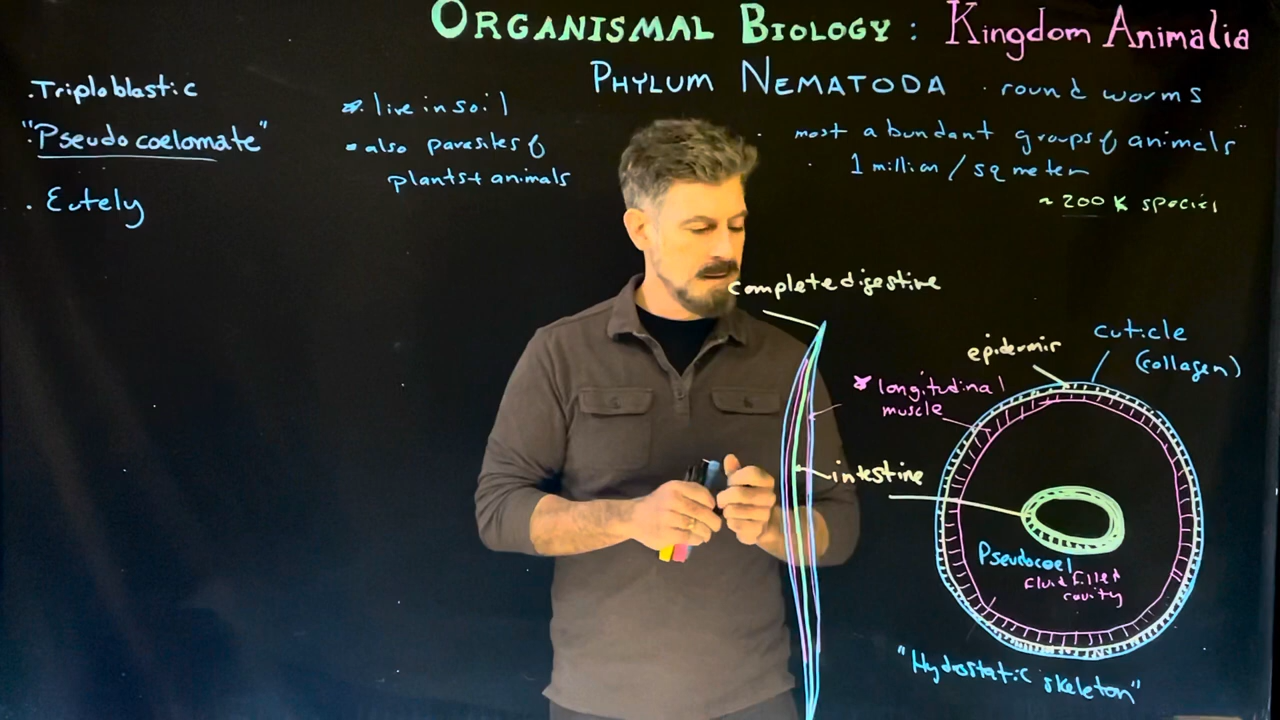 ORGANISMAL BIOLOGY : Kingdom Animalia
PHYLUM NEMATODA · round worms
· most abundant groups of animals"
· 1 million / sq meter
~ 200 K species
· Triploblastic
"Pseudocoelomate"
· Eutely
* live in soil
• also parasites of
plants + animals
complete digestive
epidermis
cuticle
(collagen)
* longitudinal
muscle
intestine
Pseudocoel
fluid filled
cavity
"Hydrostatic skeleton"